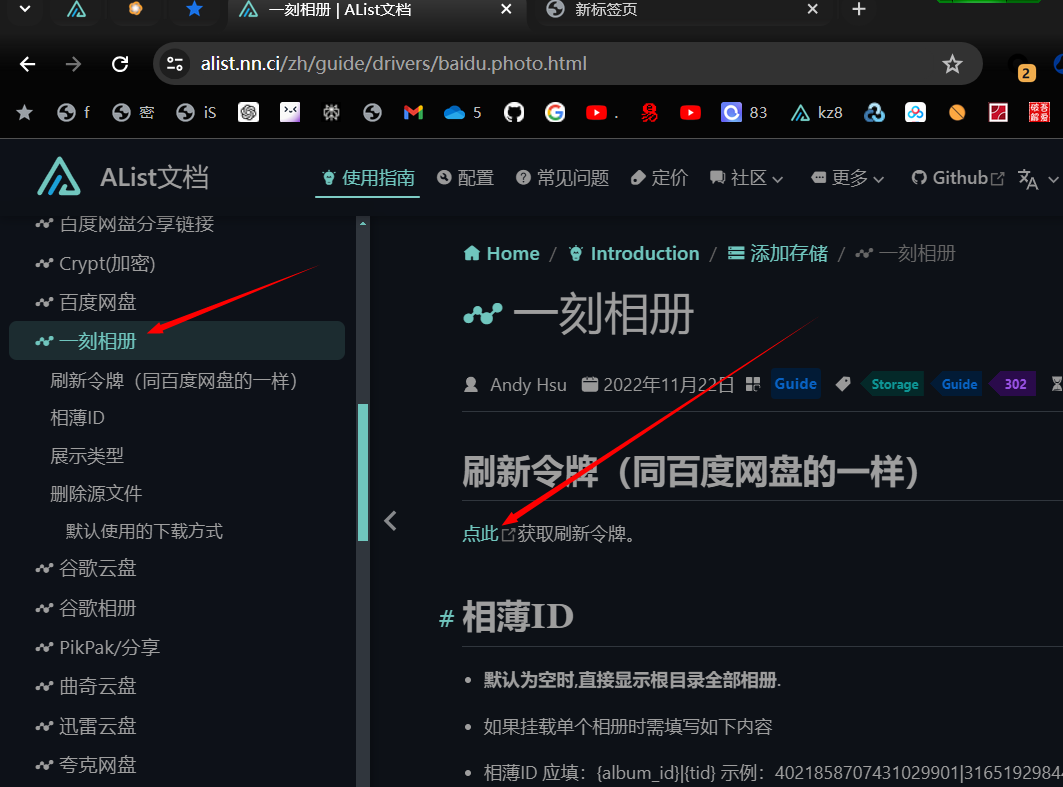 一刻相册 | AList文档
新标签页
alist.nn.ci/zh/guide/drivers/baidu.photo.html
2
f
密
iS
5
.
易
83
kz8
破吾
解爱
AList文档
使用指南
配置
常见问题
定价
社区
更多
Github
百度网盘分享链接
Crypt(加密)
百度网盘
一刻相册
刷新令牌（同百度网盘的一样）
相薄ID
展示类型
删除源文件
默认使用的下载方式
谷歌云盘
谷歌相册
PikPak/分享
曲奇云盘
迅雷云盘
夸克网盘
Home / Introduction / 添加存储 / 一刻相册
一刻相册
Andy Hsu 2022年11月22日 Guide Storage Guide 302
刷新令牌（同百度网盘的一样）
点此获取刷新令牌。
# 相薄ID
• 默认为空时,直接显示根目录全部相册.
• 如果挂载单个相册时需填写如下内容
• 相薄ID 应填：{album_id}|{tid} 示例：4021858707431029901|3165192984